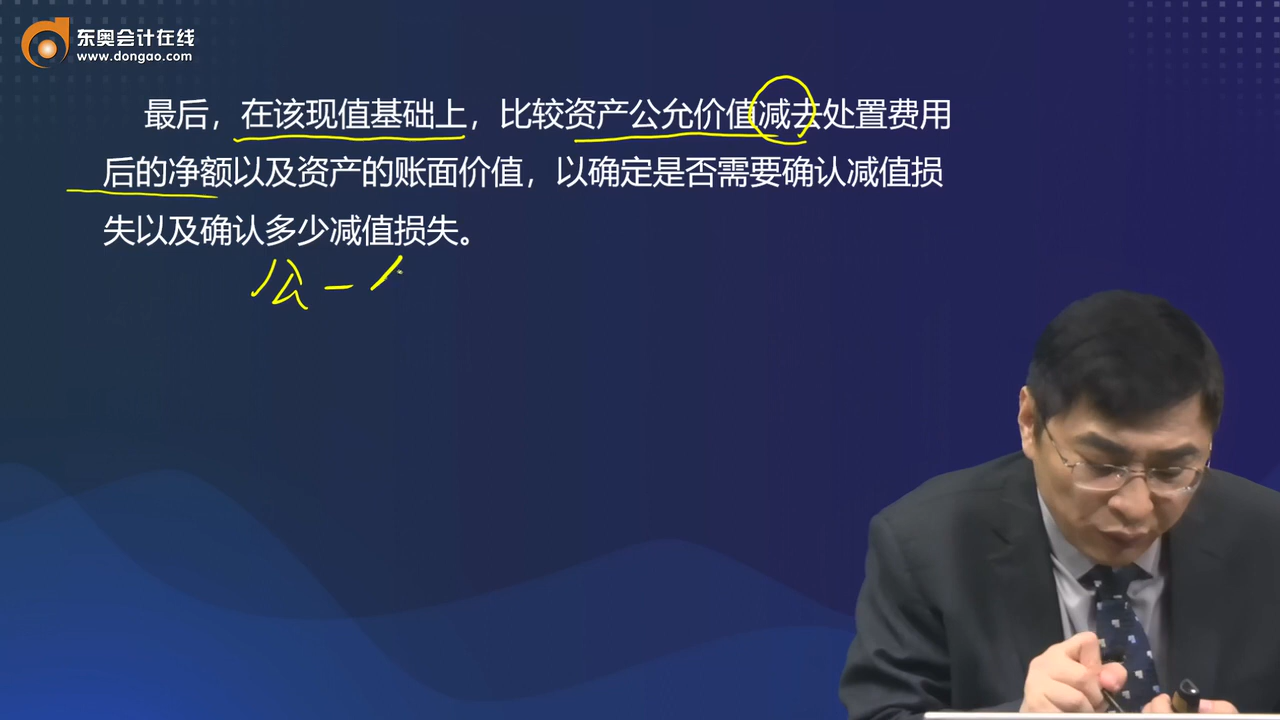 东奥会计在线
www.dongao.com
最后，在该现值基础上，比较资产公允价值减去处置费用
后的净额以及资产的账面价值，以确定是否需要确认减值损
失以及确认多少减值损失。
公一